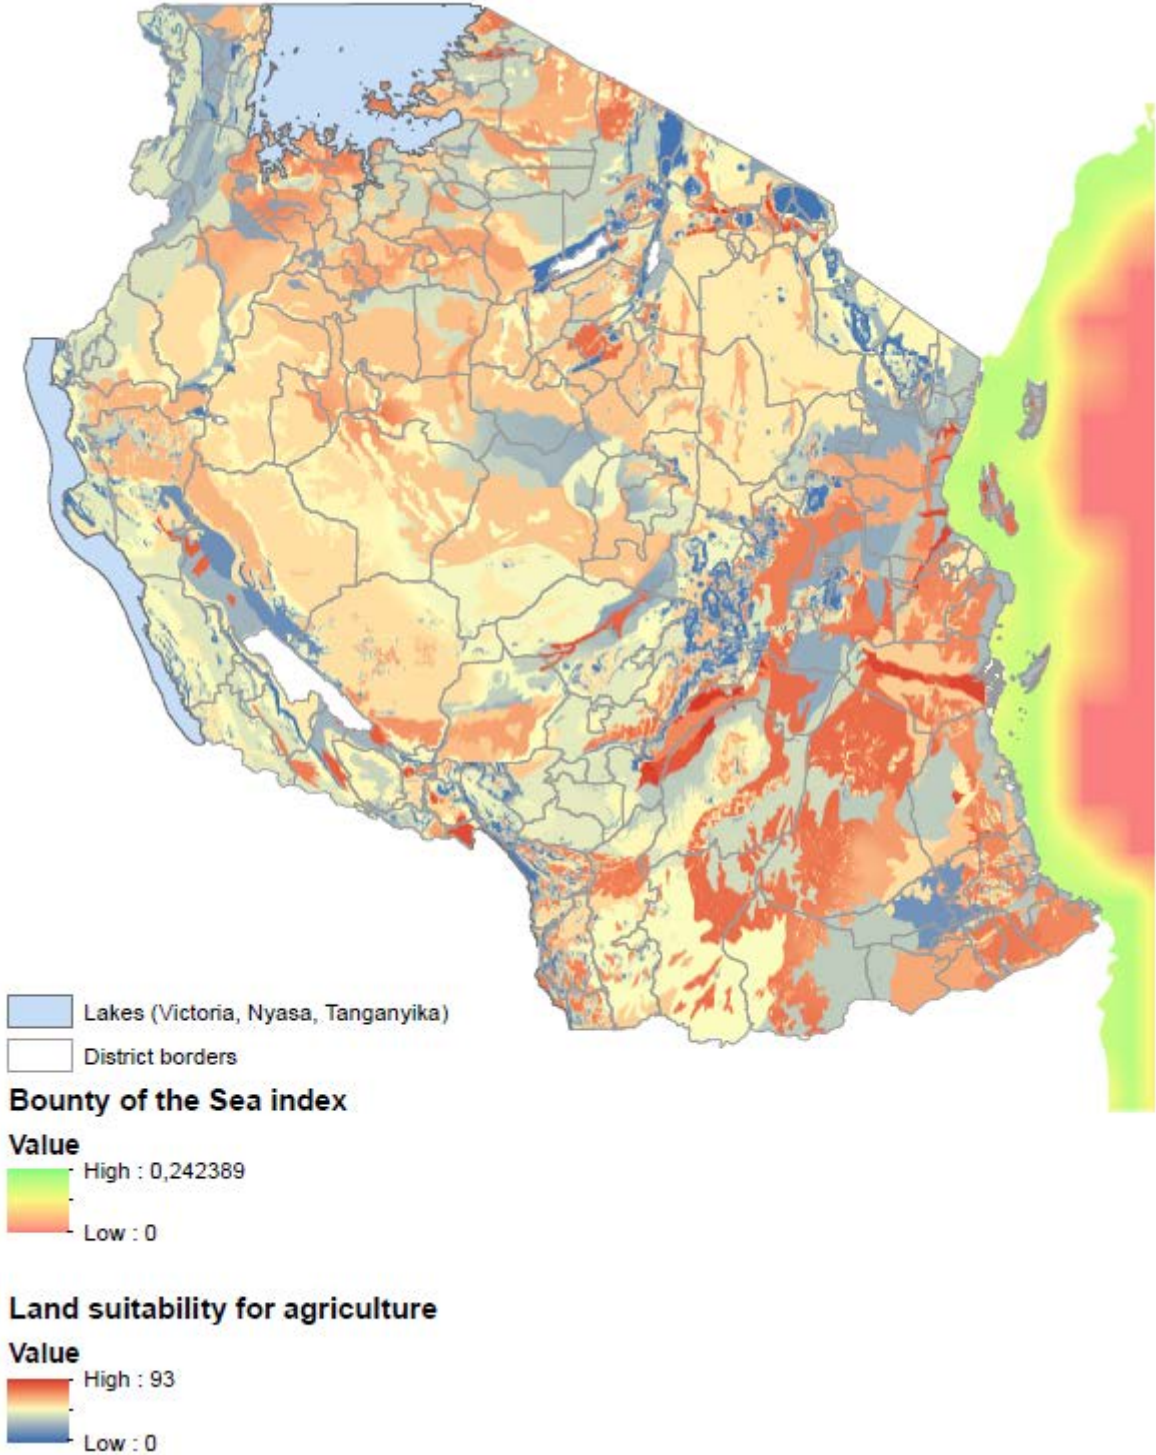 Lakes (Victoria, Nyasa, Tanganyika)
District borders
Bounty of the Sea index
Value
High : 0,242389
Low : 0
Land suitability for agriculture
Value
High : 93
Low : 0